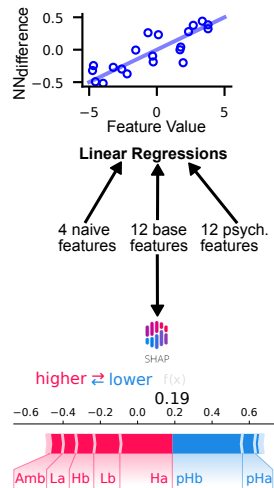 NNdifference
0.5
0.0
−0.5
−5 0 5
Feature Value
Linear Regressions
4 naive features
12 base features
12 psych. features
SHAP
higher ⇄ lower f(x)
0.19
−0.6 −0.4 −0.2 0.0 0.2 0.4 0.6
Amb La Hb Lb Ha pHb pHa